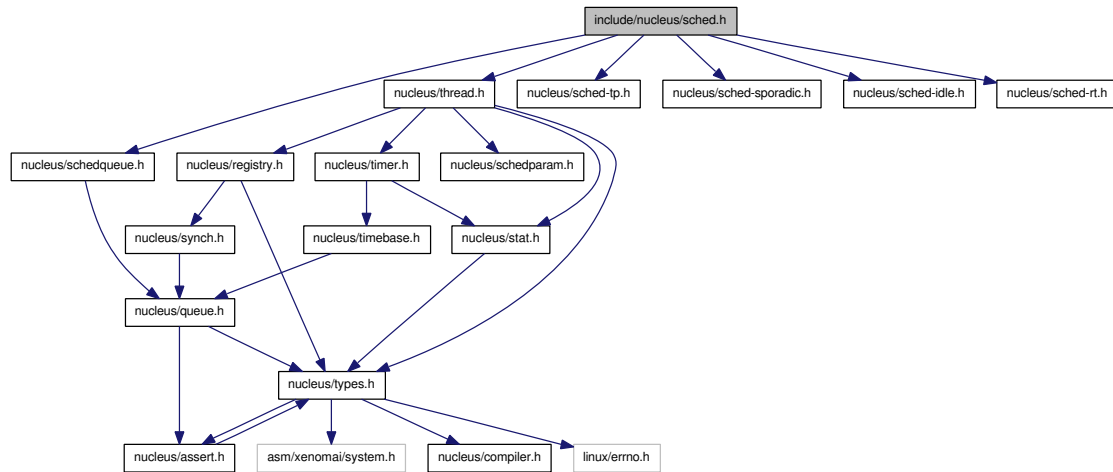 include/nucleus/sched.h
nucleus/thread.h
nucleus/sched-tp.h
nucleus/sched-sporadic.h
nucleus/sched-idle.h
nucleus/sched-rt.h
nucleus/schedqueue.h
nucleus/registry.h
nucleus/timer.h
nucleus/schedparam.h
nucleus/synch.h
nucleus/timebase.h
nucleus/stat.h
nucleus/queue.h
nucleus/types.h
nucleus/assert.h
asm/xenomai/system.h
nucleus/compiler.h
linux/errno.h